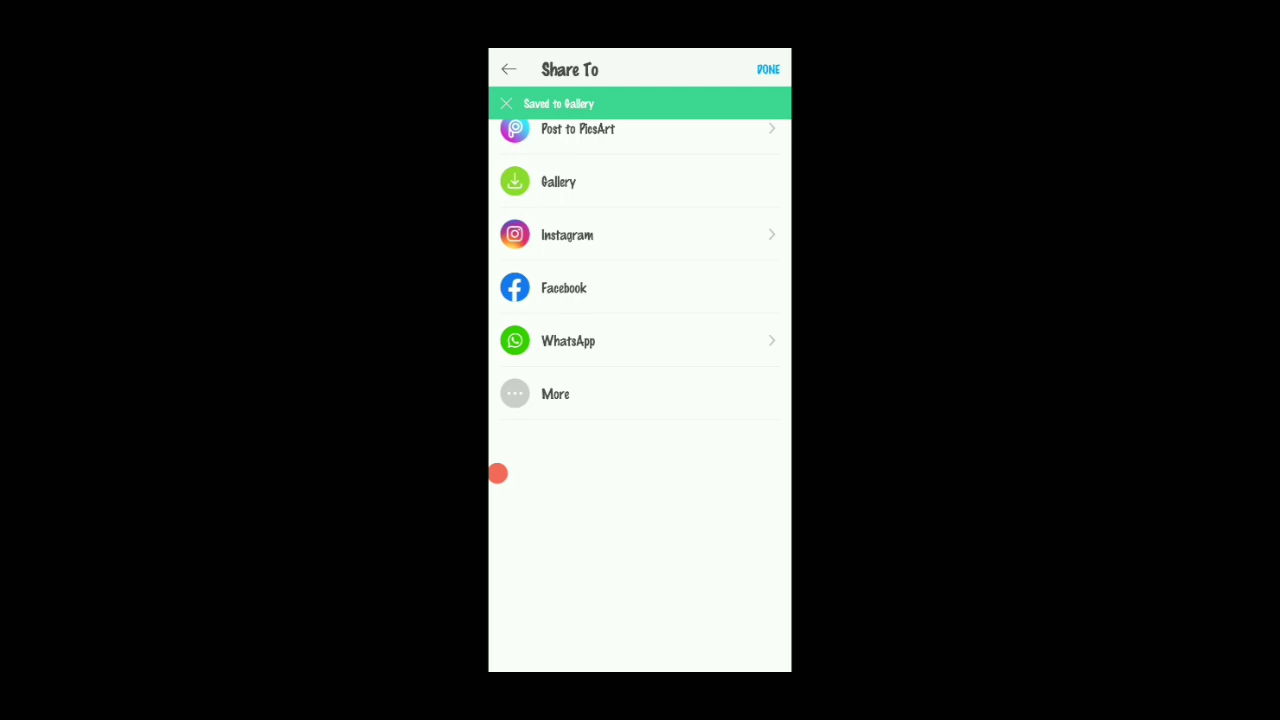 Share To
DONE
Saved to Gallery
Post to PicsArt
Gallery
Instagram
Facebook
WhatsApp
More